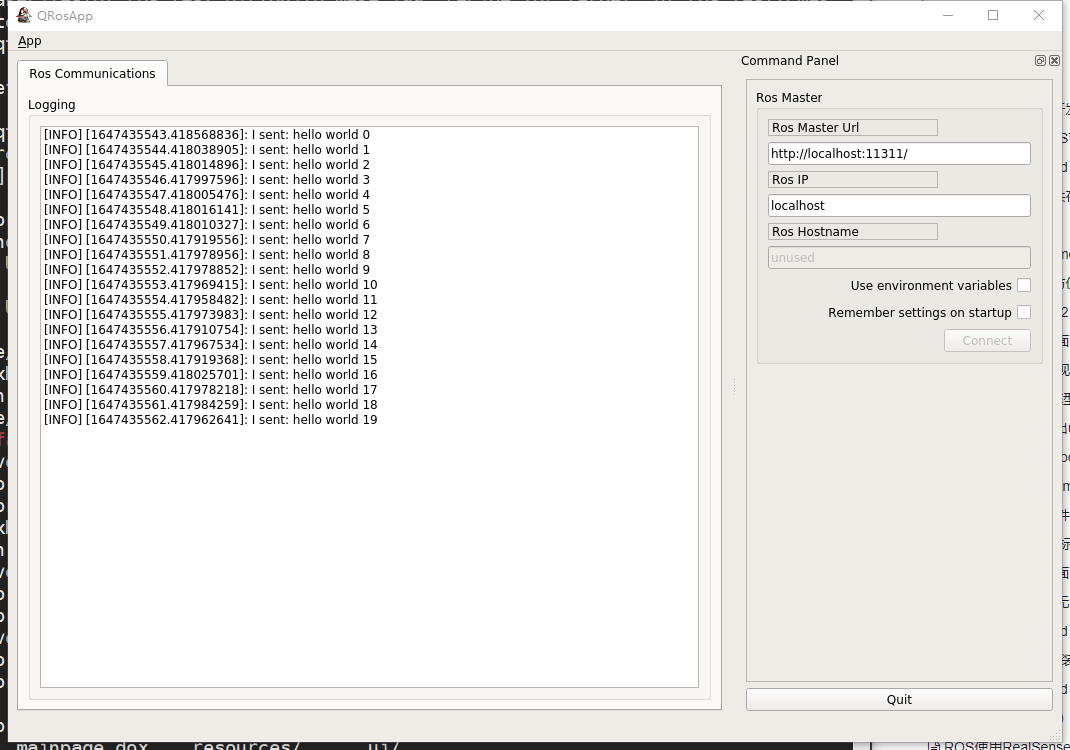 QRosApp
App
Ros Communications
Logging
[INFO] [1647435543.418568836]: I sent: hello world 0
[INFO] [1647435544.418038905]: I sent: hello world 1
[INFO] [1647435545.418014896]: I sent: hello world 2
[INFO] [1647435546.417997596]: I sent: hello world 3
[INFO] [1647435547.418005476]: I sent: hello world 4
[INFO] [1647435548.418016141]: I sent: hello world 5
[INFO] [1647435549.418010327]: I sent: hello world 6
[INFO] [1647435550.417919556]: I sent: hello world 7
[INFO] [1647435551.417978956]: I sent: hello world 8
[INFO] [1647435552.417978852]: I sent: hello world 9
[INFO] [1647435553.417969415]: I sent: hello world 10
[INFO] [1647435554.417958482]: I sent: hello world 11
[INFO] [1647435555.417973983]: I sent: hello world 12
[INFO] [1647435556.417910754]: I sent: hello world 13
[INFO] [1647435557.417967534]: I sent: hello world 14
[INFO] [1647435558.417919368]: I sent: hello world 15
[INFO] [1647435559.418025701]: I sent: hello world 16
[INFO] [1647435560.417978218]: I sent: hello world 17
[INFO] [1647435561.417984259]: I sent: hello world 18
[INFO] [1647435562.417962641]: I sent: hello world 19
Command Panel
Ros Master
Ros Master Url
http://localhost:11311/
Ros IP
localhost
Ros Hostname
unused
Use environment variables
Remember settings on startup
Connect
Quit
mainpage.dox resources/ ui/
ROS使用RealSense